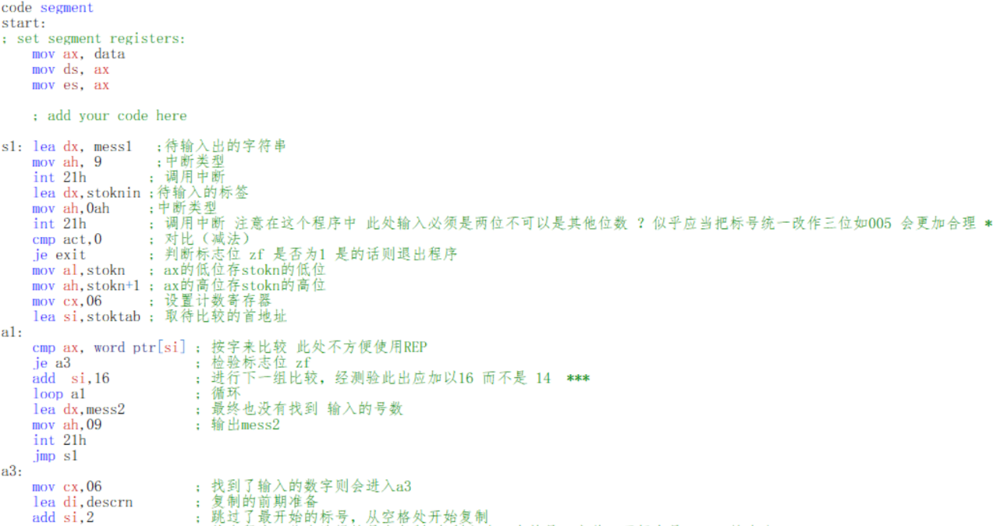 code segment
start:
; set segment registers:
    mov ax, data
    mov ds, ax
    mov es, ax
    ; add your code here
s1: lea dx, mess1   ;待输入出的字符串
    mov ah, 9       ;中断类型
    int 21h        ; 调用中断
    lea dx,stoknin ;待输入的标签
    mov ah,0ah     ;中断类型
    int 21h        ; 调用中断 注意在这个程序中 此处输入必须是两位不可以是其他位数 ? 似乎应当把标号统一改作三位如005 会更加合理 *
    cmp act,0      ; 对比（减法）
    je exit        ; 判断标志位 zf 是否为1 是的话则退出程序
    mov al,stokn   ; ax的低位存stokn的低位
    mov ah,stokn+1 ; ax的高位存stokn的高位
    mov cx,06      ; 设置计数寄存器
    lea si,stoktab ; 取待比较的首地址
a1:
    cmp ax, word ptr[si] ; 按字来比较 此处不方便使用REP
    je a3                ; 检验标志位 zf
    add  si,16           ; 进行下一组比较，经测验此出应加以16 而不是 14  ***
    loop a1              ; 循环
    lea dx,mess2         ; 最终也没有找到 输入的号数
    mov ah,09            ; 输出mess2
    int 21h
    jmp s1
a3:
    mov cx,06            ; 找到了输入的数字则会进入a3
    lea di,descrn        ; 复制的前期准备
    add si,2             ; 跳过了最开始的标号，从空格处开始复制